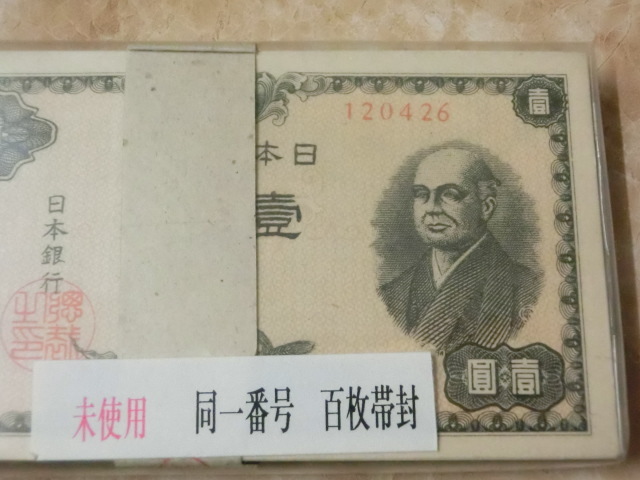 壹
120426
日本
壹
日本銀行
壹圓
未使用 同一番号 百枚帯封